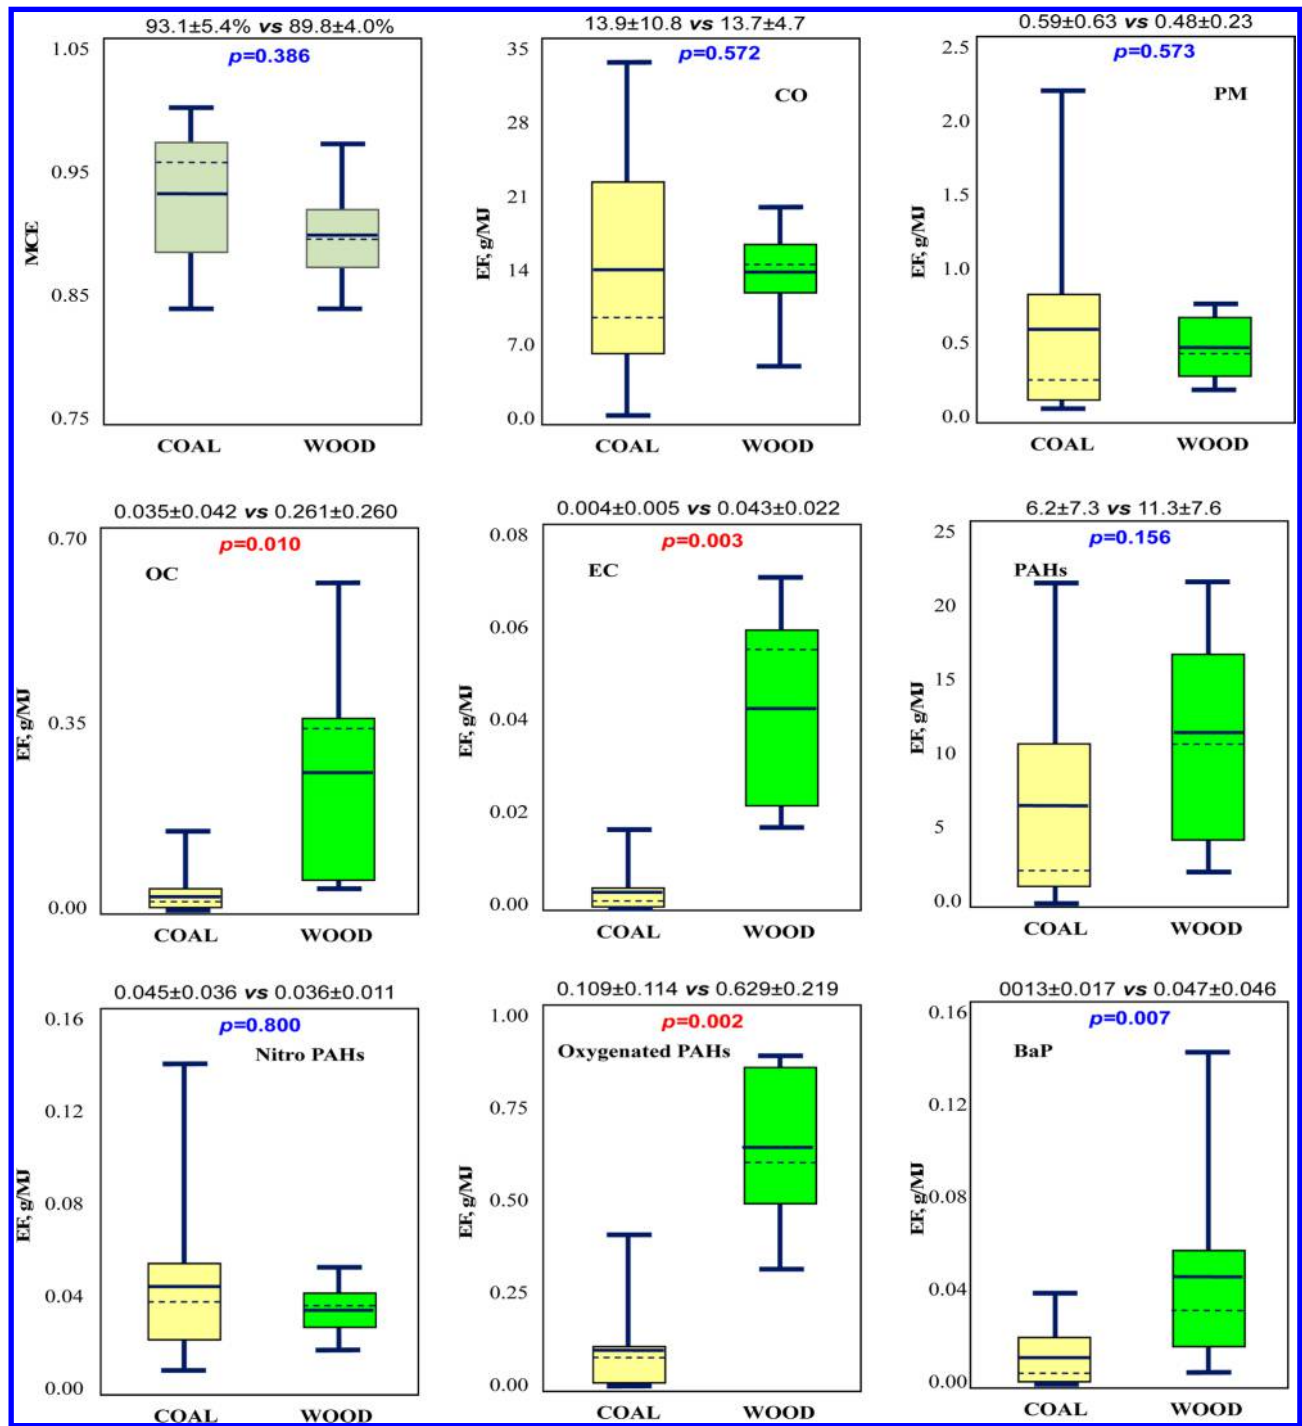 93.1±5.4% vs 89.8±4.0%
p=0.386
1.05
0.95
0.85
0.75
MCE
COAL WOOD
13.9±10.8 vs 13.7±4.7
p=0.572
CO
35
28
21
14
7.0
0.0
EF, g/MJ
COAL WOOD
0.59±0.63 vs 0.48±0.23
p=0.573
PM
2.5
2.0
1.5
1.0
0.5
0.0
EF, g/MJ
COAL WOOD
0.035±0.042 vs 0.261±0.260
p=0.010
OC
0.70
0.35
0.00
EF, g/MJ
COAL WOOD
0.004±0.005 vs 0.043±0.022
p=0.003
EC
0.08
0.06
0.04
0.02
0.00
EF, g/MJ
COAL WOOD
6.2±7.3 vs 11.3±7.6
p=0.156
PAHs
25
20
15
10
5
0.0
EF, g/MJ
COAL WOOD
0.045±0.036 vs 0.036±0.011
p=0.800
Nitro PAHs
0.16
0.12
0.08
0.04
0.00
EF, g/MJ
COAL WOOD
0.109±0.114 vs 0.629±0.219
p=0.002
Oxygenated PAHs
1.00
0.75
0.50
0.25
0.00
EF, g/MJ
COAL WOOD
0013±0.017 vs 0.047±0.046
p=0.007
BaP
0.16
0.12
0.08
0.04
0.00
EF, g/MJ
COAL WOOD